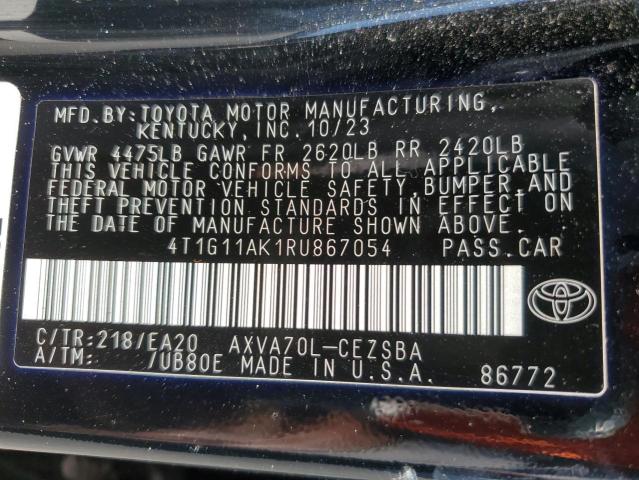 MFD.BY:TOYOTA MOTOR MANUFACTURING,
KENTUCKY, INC. 10/23
GVWR 4475LB GAWR FR 2620LB RR 2420LB
THIS VEHICLE CONFORMS TO ALL APPLICABLE
FEDERAL MOTOR VEHICLE SAFETY, BUMPER, AND
THEFT PREVENTION STANDARDS IN EFFECT ON
THE DATE OF MANUFACTURE SHOWN ABOVE.
4T1G11AK1RU867054 PASS.CAR
C/TR:218/EA20 AXVA70L-CEZSBA
A/TM: /UB80E MADE IN U.S.A. 86772